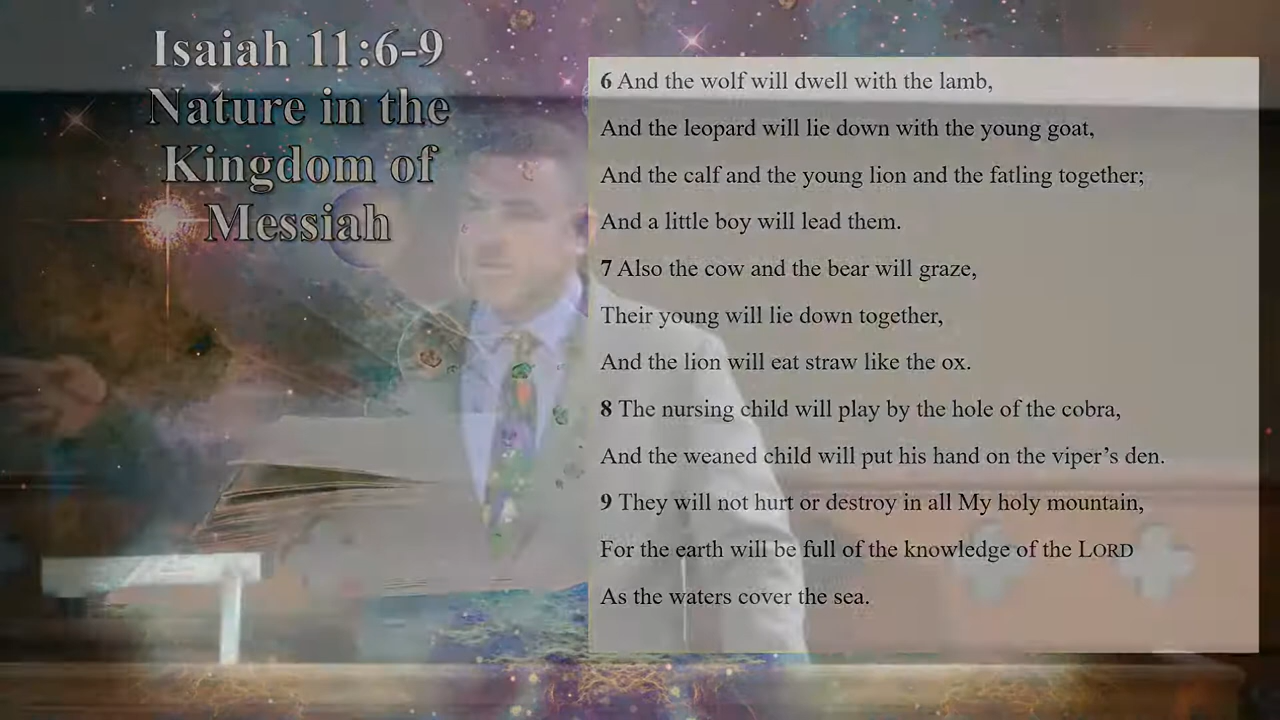 Isaiah 11:6-9
Nature in the
Kingdom of
Messiah
6 And the wolf will dwell with the lamb,
And the leopard will lie down with the young goat,
And the calf and the young lion and the fatling together;
And a little boy will lead them.
7 Also the cow and the bear will graze,
Their young will lie down together,
And the lion will eat straw like the ox.
8 The nursing child will play by the hole of the cobra,
And the weaned child will put his hand on the viper’s den.
9 They will not hurt or destroy in all My holy mountain,
For the earth will be full of the knowledge of the LORD
As the waters cover the sea.